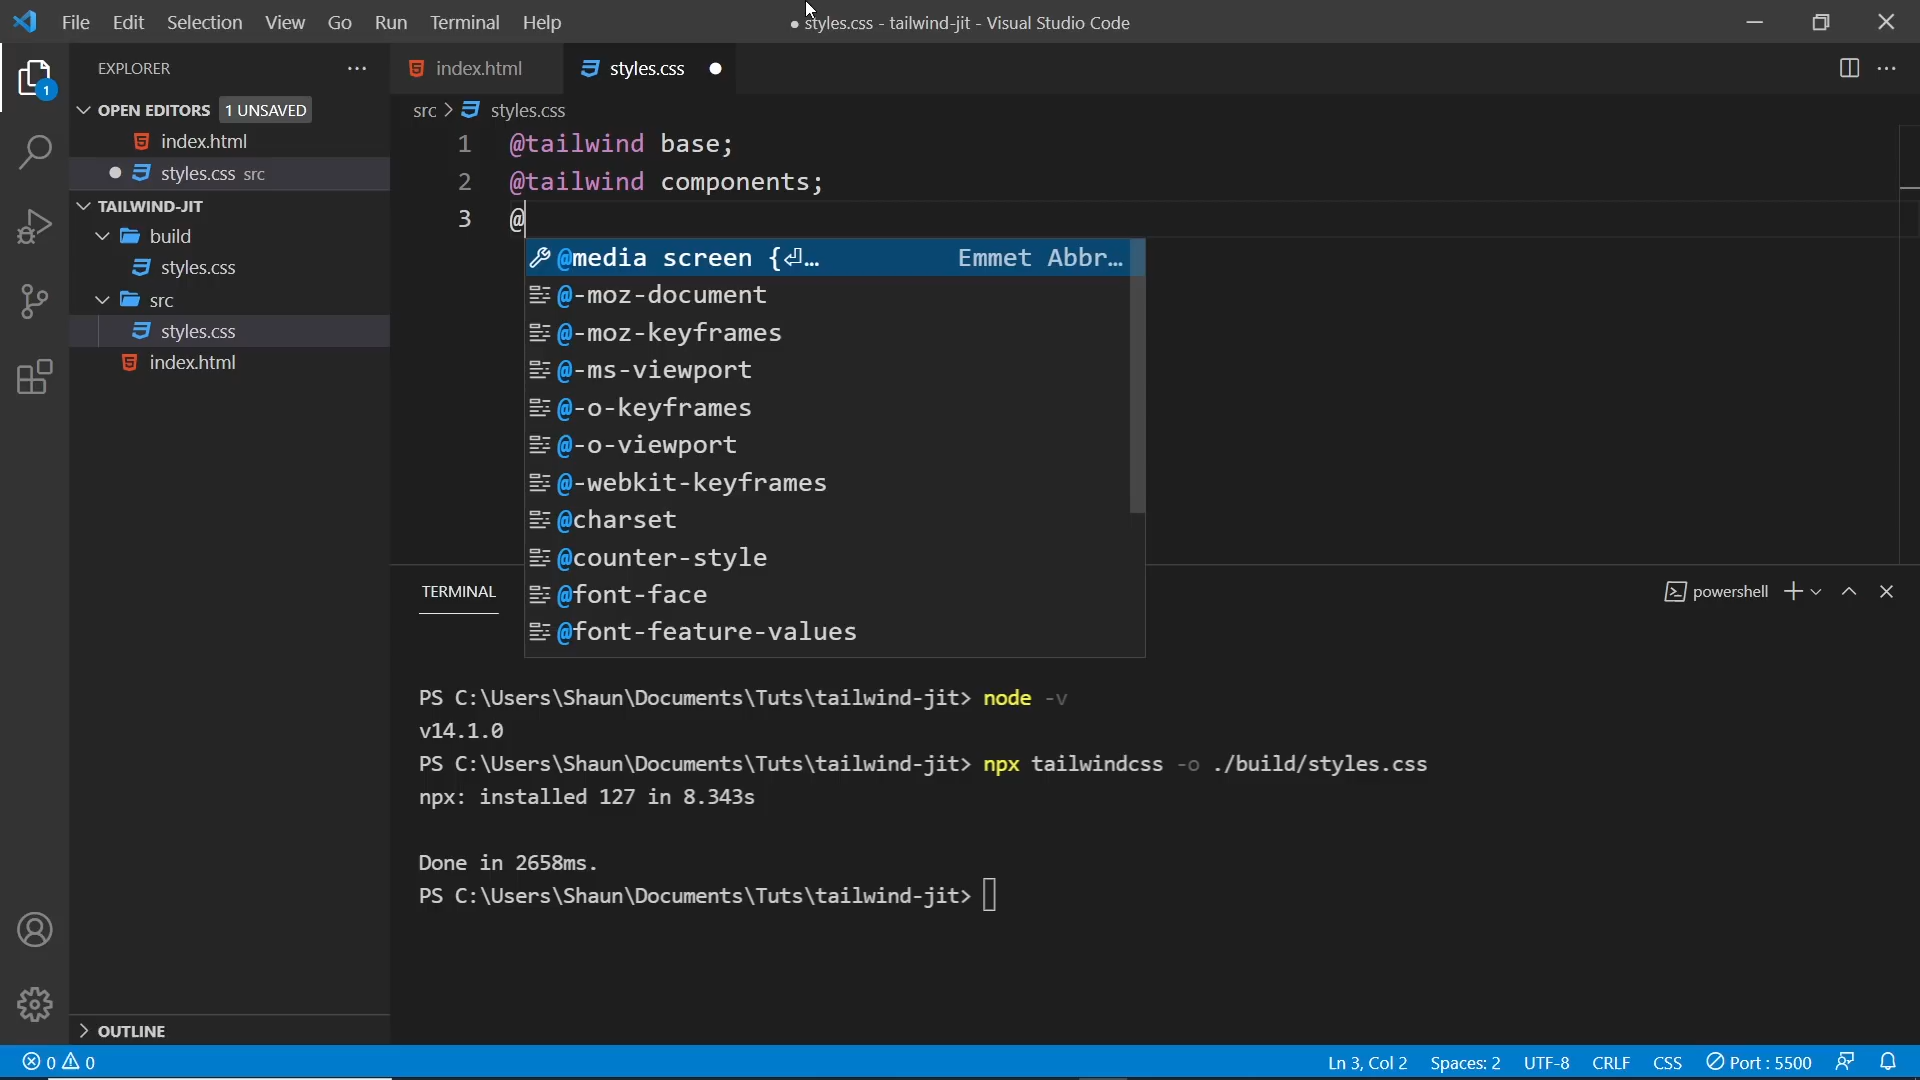 File Edit Selection View Go Run Terminal Help
● styles.css - tailwind-jit - Visual Studio Code
EXPLORER
OPEN EDITORS 1 UNSAVED
index.html
styles.css src
TAILWIND-JIT
build
styles.css
src
styles.css
index.html
OUTLINE
1
index.html
styles.css
src > styles.css
1 @tailwind base;
2 @tailwind components;
3 @
@media screen {⏎… Emmet Abbr…
@-moz-document
@-moz-keyframes
@-ms-viewport
@-o-keyframes
@-o-viewport
@-webkit-keyframes
@charset
@counter-style
@font-face
@font-feature-values
TERMINAL
powershell
PS C:\Users\Shaun\Documents\Tuts\tailwind-jit> node -v
v14.1.0
PS C:\Users\Shaun\Documents\Tuts\tailwind-jit> npx tailwindcss -o ./build/styles.css
npx: installed 127 in 8.343s
Done in 2658ms.
PS C:\Users\Shaun\Documents\Tuts\tailwind-jit>
0 0
Ln 3, Col 2 Spaces: 2 UTF-8 CRLF CSS Port : 5500